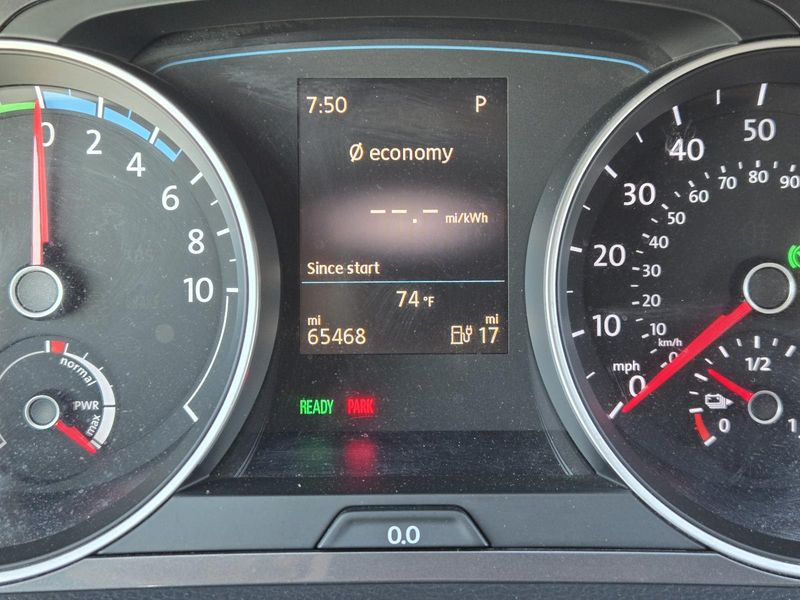 7:50 P
Ø economy
--.- mi/kWh
Since start
74 °F
mi mi
65468 17
READY PARK
0.0
0 2 4 6 8 10
normal
PWR
max
0 10 20 30 40 50
mph
km/h
0 10 20 30 40 50 60 70 80 90
0 1/2 1